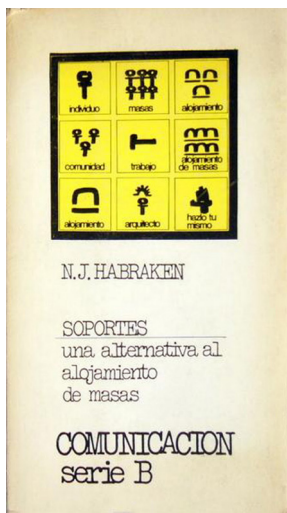 individuo
masas
alojamiento
comunidad
trabajo
alojamiento
de masas
alojamiento
arquitecto
hazlo tu
mismo
N.J. HABRAKEN
SOPORTES
una alternativa al
alojamiento
de masas
COMUNICACION
serie B